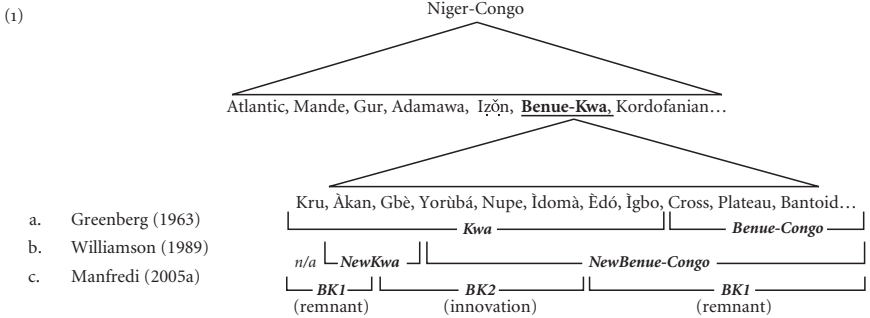 (1)
Niger-Congo
Atlantic, Mande, Gur, Adamawa, Ịzọ̌n, Benue-Kwa, Kordofanian…
Kru, Àkan, Gbè, Yorùbá, Nupe, Ìdomà, Èdó, Ìgbo, Cross, Plateau, Bantoid…
a. Greenberg (1963) Kwa Benue-Congo
b. Williamson (1989) n/a NewKwa NewBenue-Congo
c. Manfredi (2005a) BK1 BK2 BK1
(remnant) (innovation) (remnant)